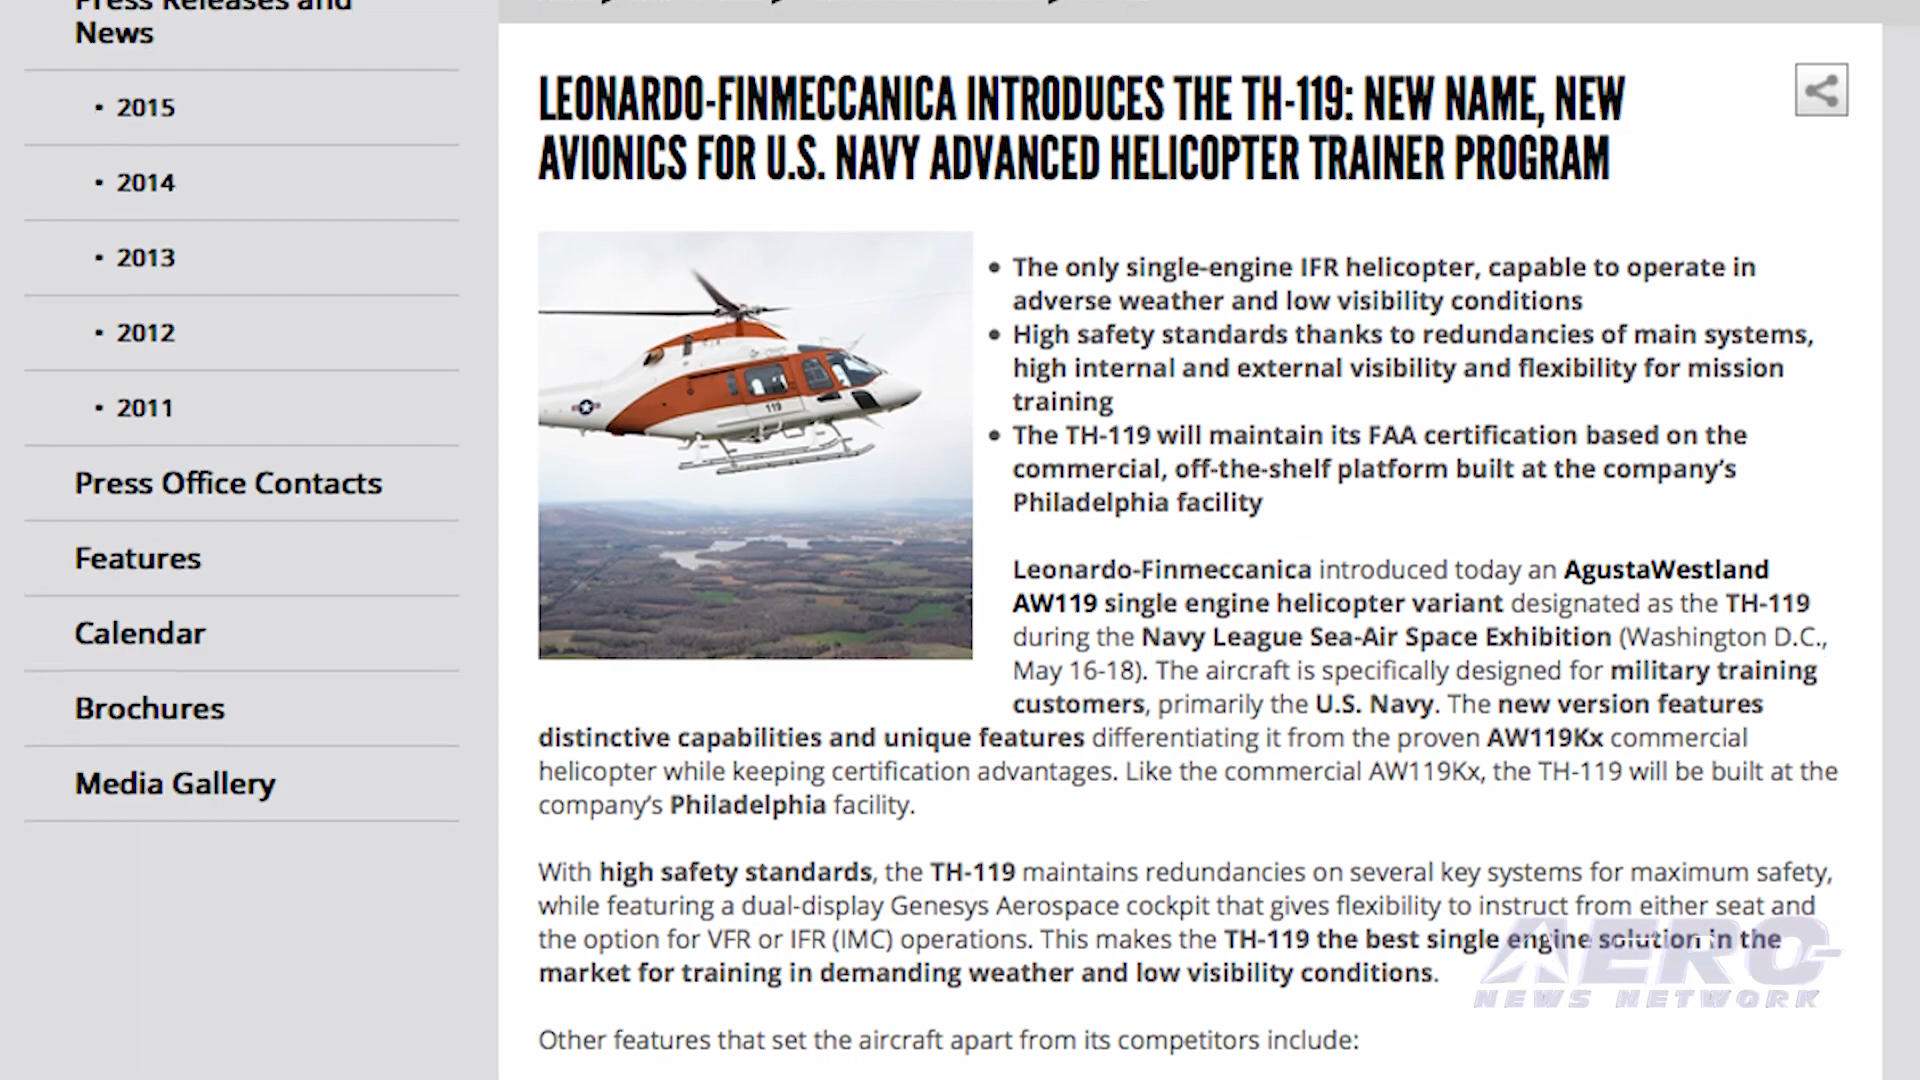 Press Releases and
News
• 2015
• 2014
• 2013
• 2012
• 2011
Press Office Contacts
Features
Calendar
Brochures
Media Gallery
LEONARDO-FINMECCANICA INTRODUCES THE TH-119: NEW NAME, NEW
AVIONICS FOR U.S. NAVY ADVANCED HELICOPTER TRAINER PROGRAM
119
• The only single-engine IFR helicopter, capable to operate in
adverse weather and low visibility conditions
• High safety standards thanks to redundancies of main systems,
high internal and external visibility and flexibility for mission
training
• The TH-119 will maintain its FAA certification based on the
commercial, off-the-shelf platform built at the company's
Philadelphia facility
Leonardo-Finmeccanica introduced today an AgustaWestland
AW119 single engine helicopter variant designated as the TH-119
during the Navy League Sea-Air Space Exhibition (Washington D.C.,
May 16-18). The aircraft is specifically designed for military training
customers, primarily the U.S. Navy. The new version features
distinctive capabilities and unique features differentiating it from the proven AW119Kx commercial
helicopter while keeping certification advantages. Like the commercial AW119Kx, the TH-119 will be built at the
company's Philadelphia facility.
With high safety standards, the TH-119 maintains redundancies on several key systems for maximum safety,
while featuring a dual-display Genesys Aerospace cockpit that gives flexibility to instruct from either seat and
the option for VFR or IFR (IMC) operations. This makes the TH-119 the best single engine solution in the
market for training in demanding weather and low visibility conditions.
Other features that set the aircraft apart from its competitors include:
AERO-
NEWS NETWORK